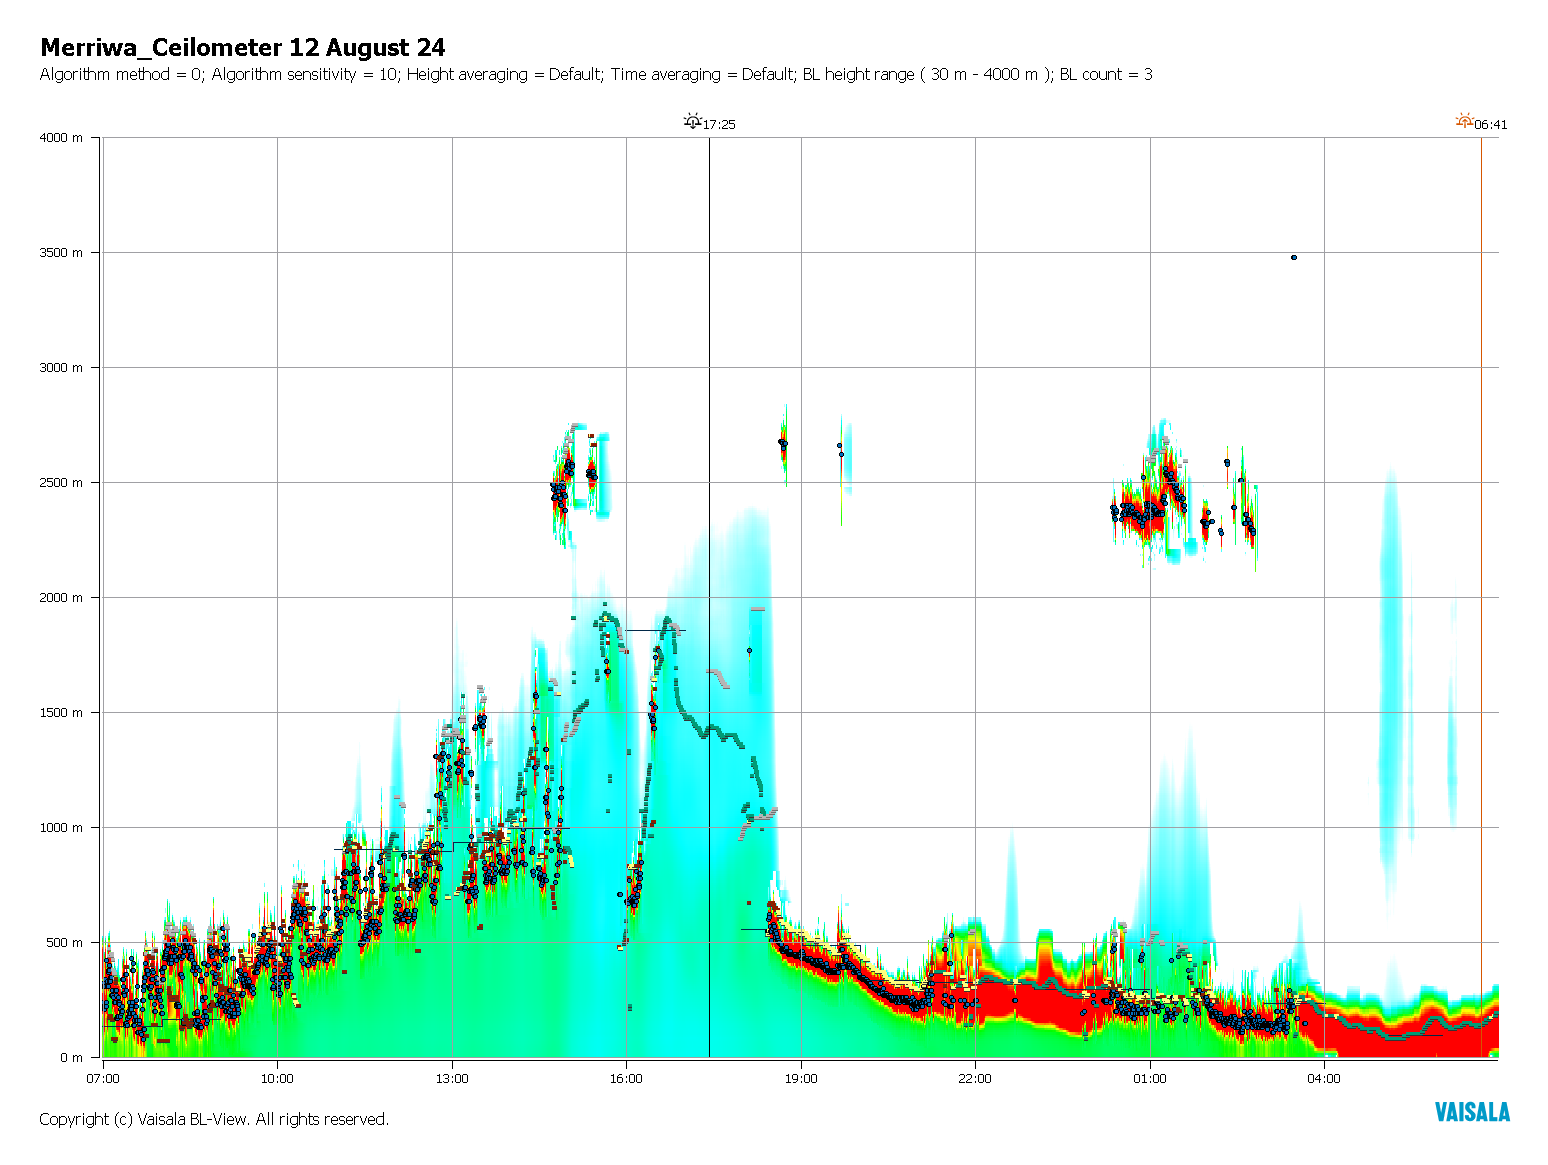 Merriwa_Ceilometer 12 August 24
Algorithm method = 0; Algorithm sensitivity = 10; Height averaging = Default; Time averaging = Default; BL height range ( 30 m - 4000 m ); BL count = 3
17:25
06:41
4000 m
3500 m
3000 m
2500 m
2000 m
1500 m
1000 m
500 m
0 m
07:00 10:00 13:00 16:00 19:00 22:00 01:00 04:00
Copyright (c) Vaisala BL-View. All rights reserved.
VAISALA